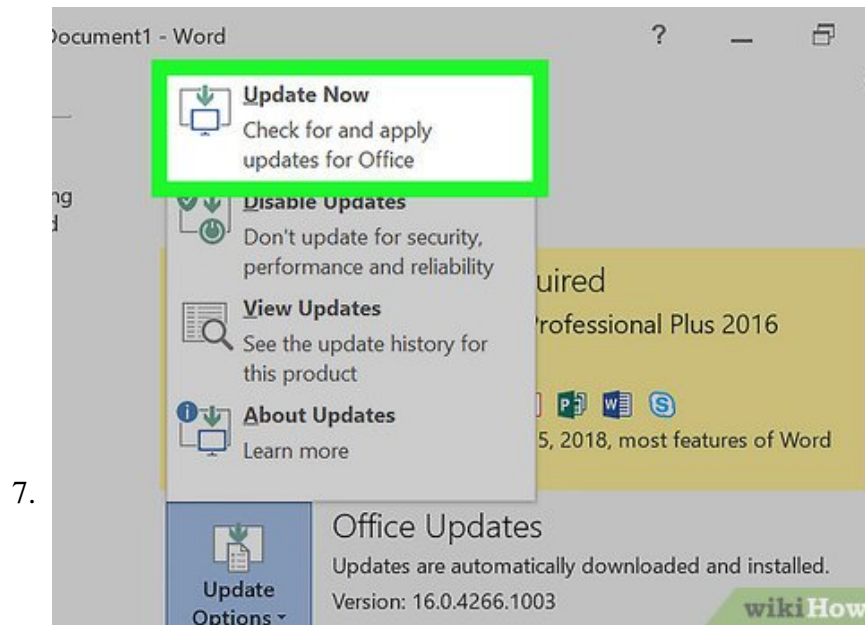 Document1 - Word
?
Update Now
Check for and apply
updates for Office
Disable Updates
Don't update for security,
performance and reliability
View Updates
See the update history for
this product
About Updates
Learn more
Professional Plus 2016
5, 2018, most features of Word
7.
Office Updates
Updates are automatically downloaded and installed.
Version: 16.0.4266.1003
Update
Options
wikiHow